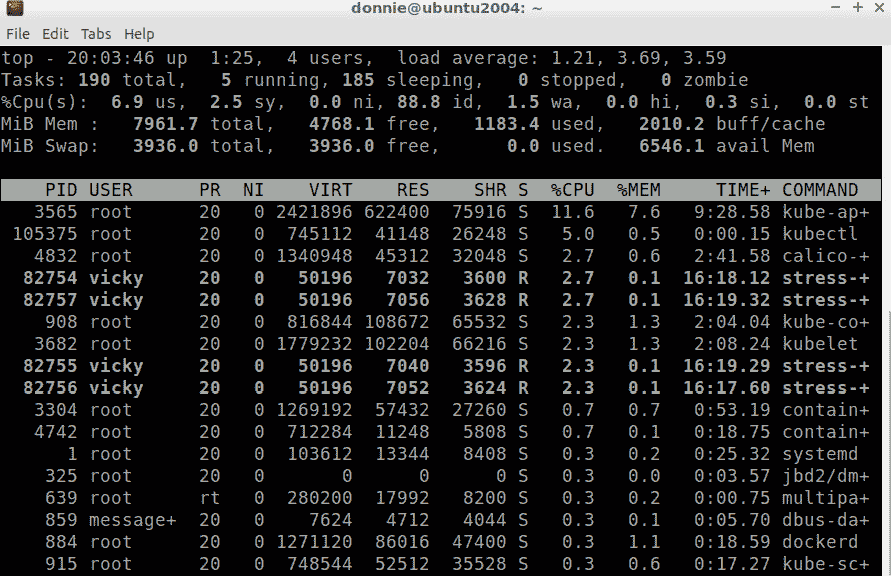 donnie@ubuntu2004: ~
File Edit Tabs Help
top - 20:03:46 up  1:25,  4 users,  load average: 1.21, 3.69, 3.59
Tasks: 190 total,   5 running, 185 sleeping,   0 stopped,   0 zombie
%Cpu(s):  6.9 us,  2.5 sy,  0.0 ni, 88.8 id,  1.5 wa,  0.0 hi,  0.3 si,  0.0 st
MiB Mem :   7961.7 total,   4768.1 free,   1183.4 used,   2010.2 buff/cache
MiB Swap:   3936.0 total,   3936.0 free,      0.0 used.   6546.1 avail Mem
PID USER PR NI VIRT RES SHR S %CPU %MEM TIME+ COMMAND
3565 root 20 0 2421896 622400 75916 S 11.6 7.6 9:28.58 kube-ap+
105375 root 20 0 745112 41148 26248 S 5.0 0.5 0:00.15 kubectl
4832 root 20 0 1340948 45312 32048 S 2.7 0.6 2:41.58 calico-+
82754 vicky 20 0 50196 7032 3600 R 2.7 0.1 16:18.12 stress-+
82757 vicky 20 0 50196 7056 3628 R 2.7 0.1 16:19.32 stress-+
908 root 20 0 816844 108672 65532 S 2.3 1.3 2:04.04 kube-co+
3682 root 20 0 1779232 102204 66216 S 2.3 1.3 2:08.24 kubelet
82755 vicky 20 0 50196 7040 3596 R 2.3 0.1 16:19.29 stress-+
82756 vicky 20 0 50196 7052 3624 R 2.3 0.1 16:17.60 stress-+
3304 root 20 0 1269192 57432 27260 S 0.7 0.7 0:53.19 contain+
4742 root 20 0 712284 11248 5808 S 0.7 0.1 0:18.75 contain+
1 root 20 0 103612 13344 8408 S 0.3 0.2 0:25.32 systemd
325 root 20 0 0 0 0 S 0.3 0.0 0:03.57 jbd2/dm+
639 root rt 0 280200 17992 8200 S 0.3 0.2 0:00.75 multipa+
859 message+ 20 0 7624 4712 4044 S 0.3 0.1 0:05.70 dbus-da+
884 root 20 0 1271120 86016 47400 S 0.3 1.1 0:18.59 dockerd
915 root 20 0 748544 52512 35528 S 0.3 0.6 0:17.27 kube-sc+